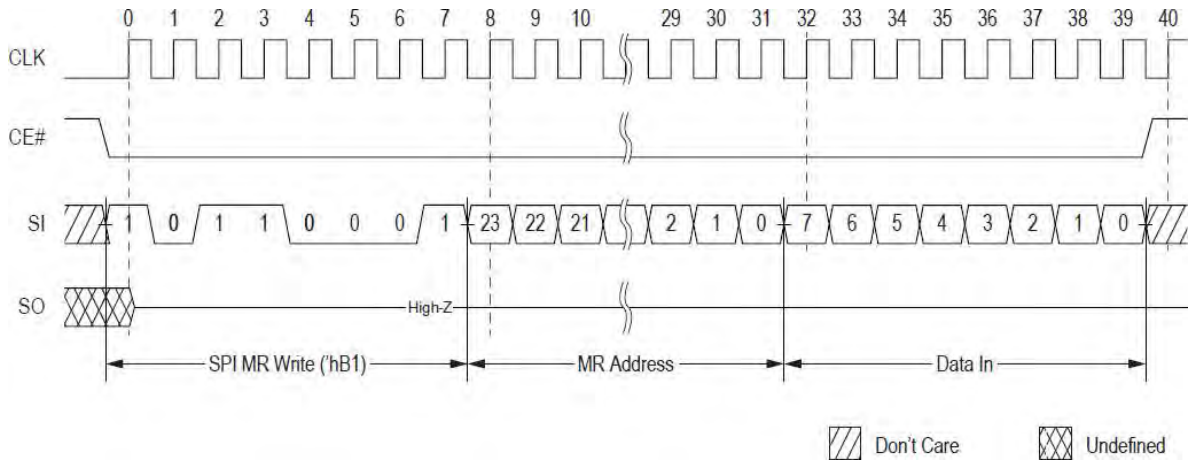 0 1 2 3 4 5 6 7 8 9 10 29 30 31 32 33 34 35 36 37 38 39 40
CLK
CE#
SI 1 0 1 1 0 0 0 1 23 22 21 2 1 0 7 6 5 4 3 2 1 0
SO High-Z
SPI MR Write ('hB1) MR Address Data In
Don't Care Undefined